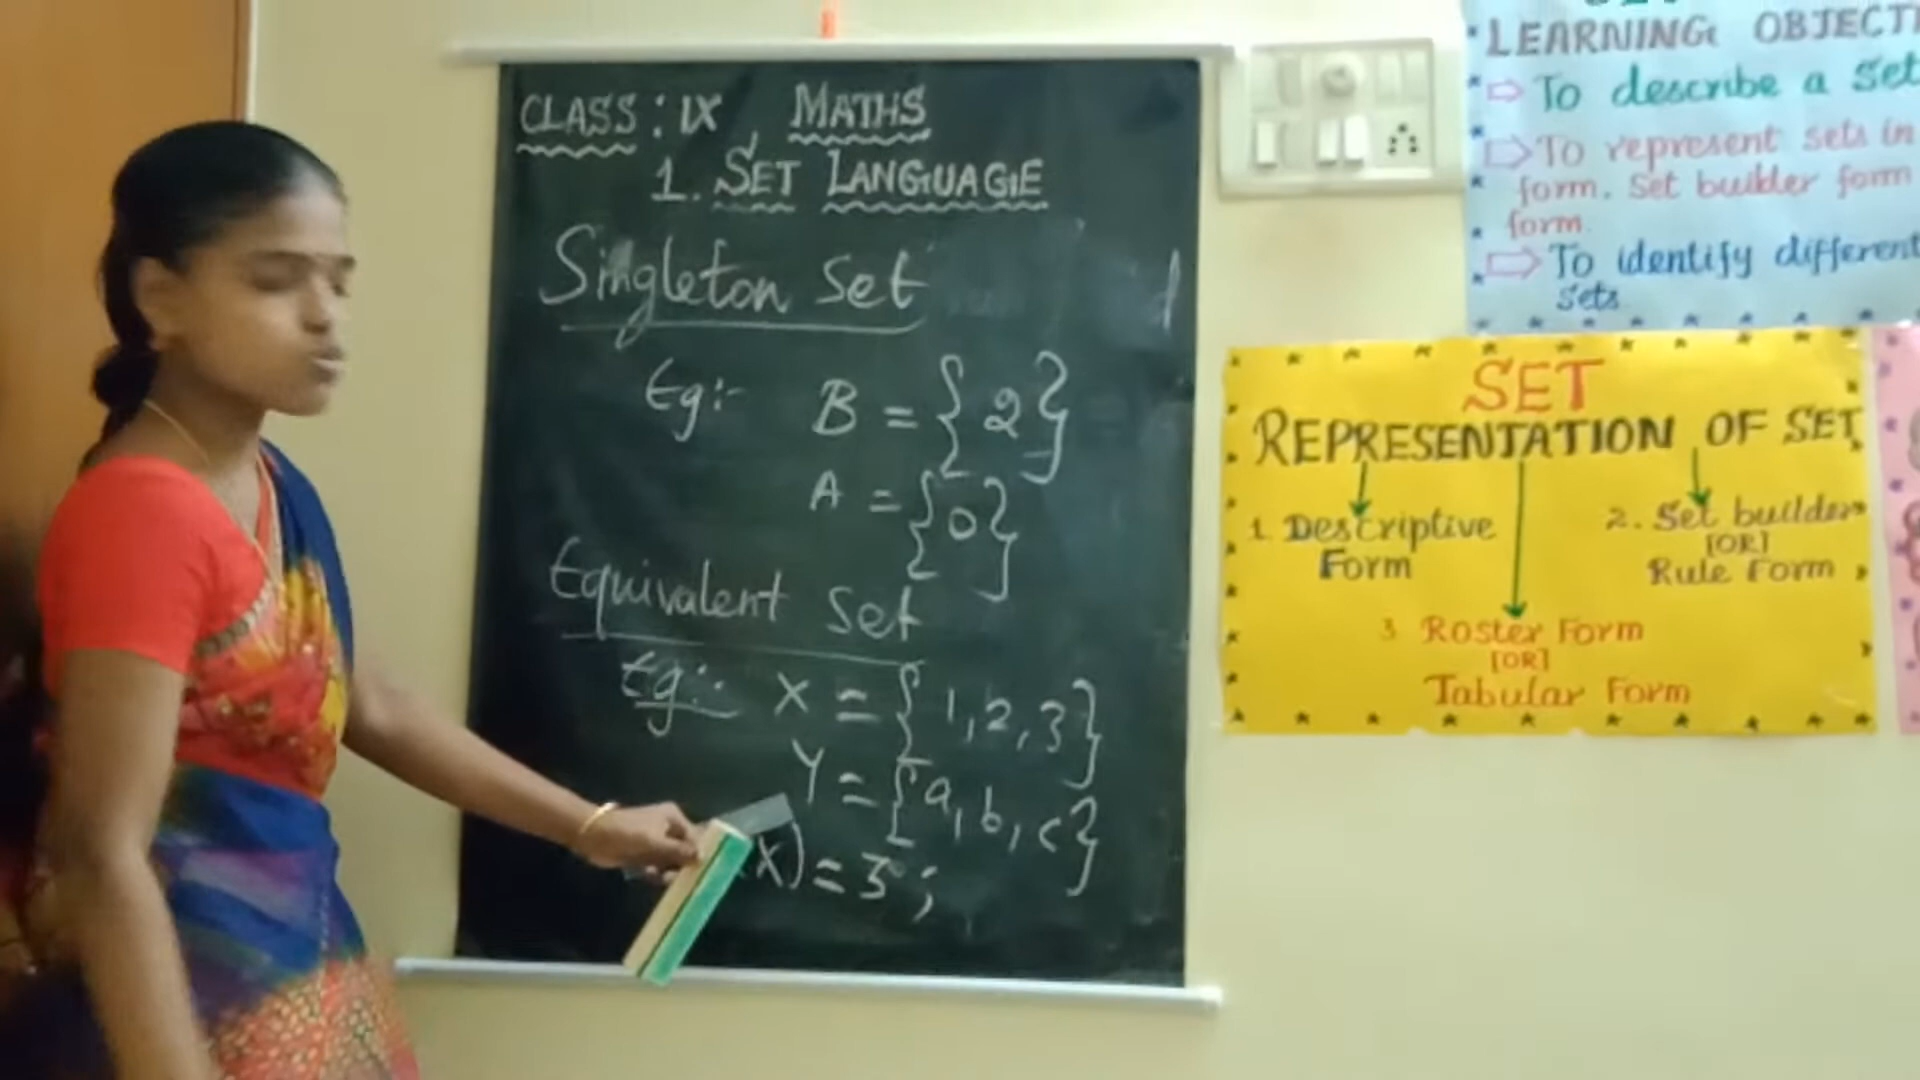 CLASS : IX MATHS
1. SET LANGUAGE
Singleton Set
Eg:- B = { 2 }
A = { 0 }
Equivalent Set
Eg:- X = { 1, 2, 3 }
Y = { a, b, c }
(X) = 3 ;
LEARNING OBJECTI
To describe a set
To represent sets in
form. Set builder form
form
To identify different
sets
SET
REPRESENTATION OF SET
1. Descriptive
Form
2. Set builder
[OR]
Rule Form
3 Roster Form
[OR]
Tabular Form